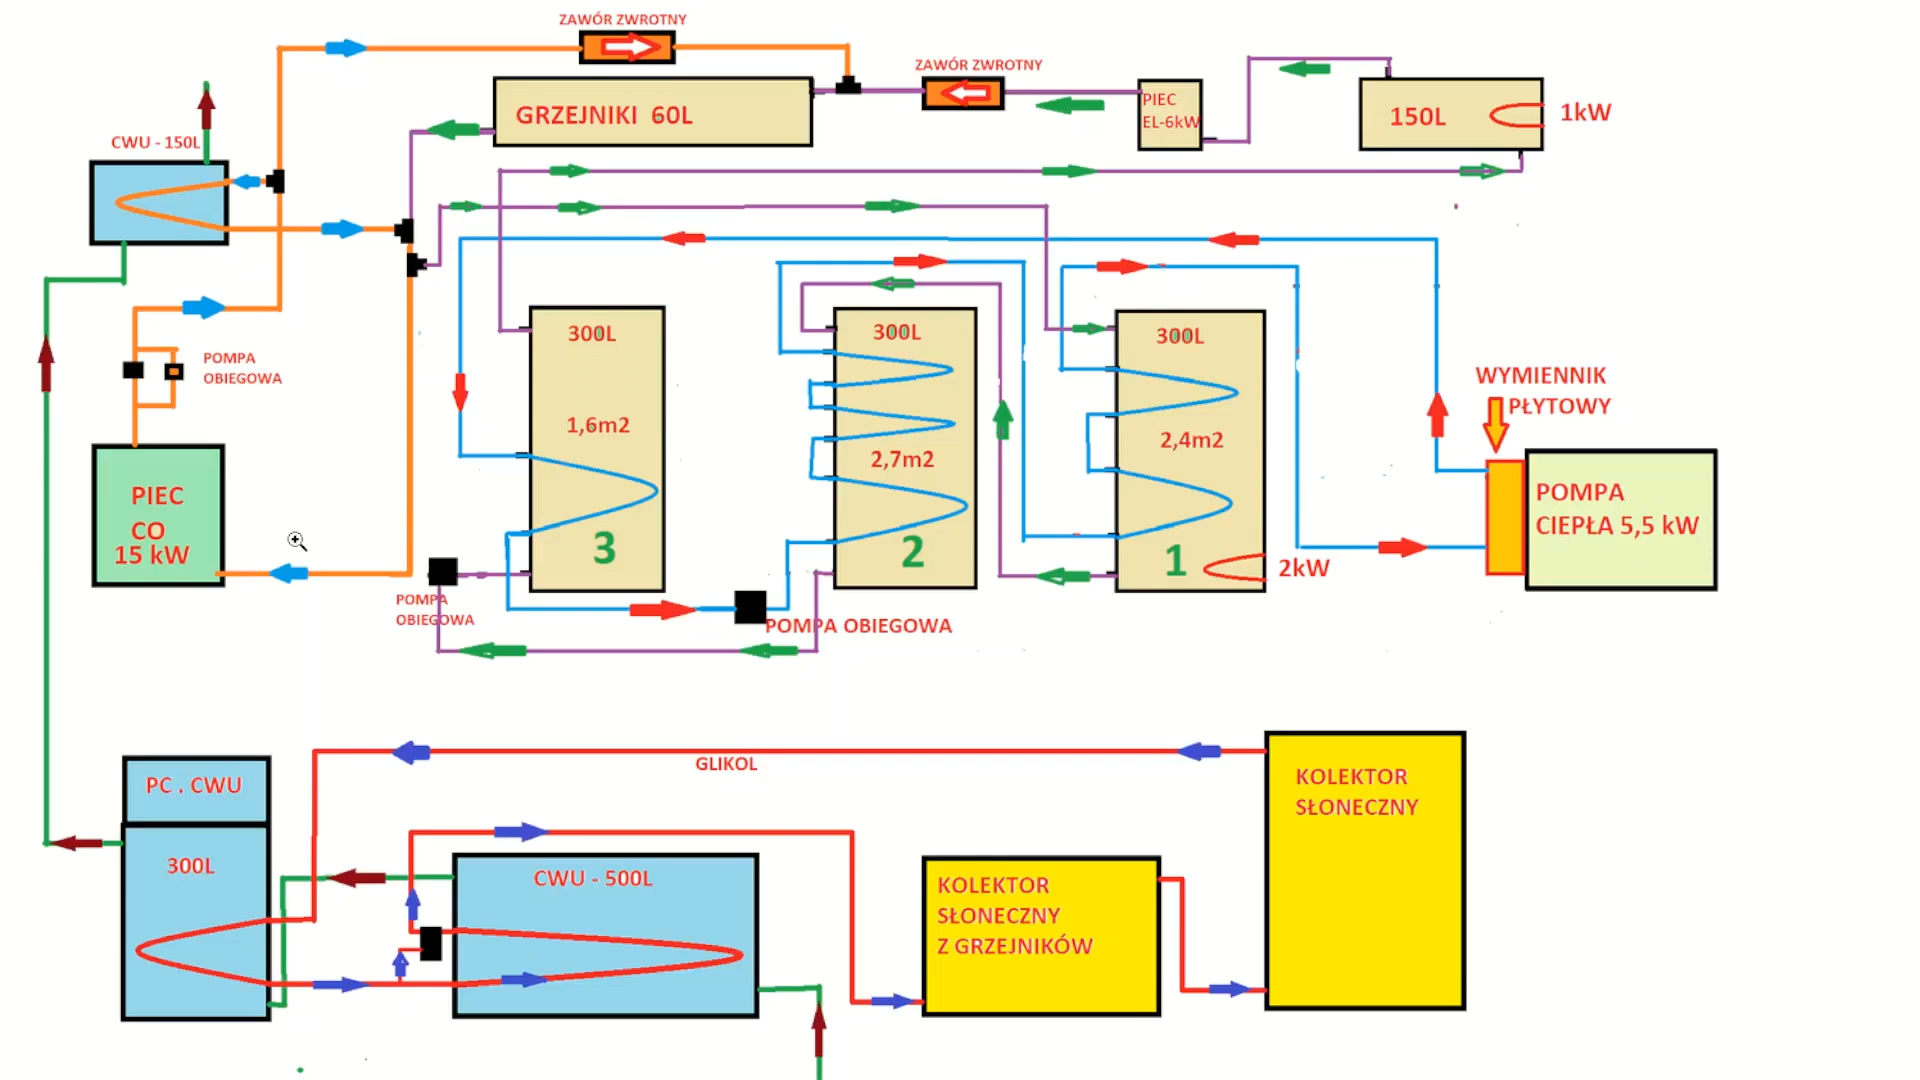 ZAWÓR ZWROTNY
ZAWÓR ZWROTNY
GRZEJNIKI 60L
PIEC
EL-6kW
150L
1kW
CWU - 150L
POMPA
OBIEGOWA
PIEC
CO
15 kW
300L
1,6m2
3
POMPA
OBIEGOWA
300L
2,7m2
2
POMPA OBIEGOWA
300L
2,4m2
1
2kW
WYMIENNIK
PŁYTOWY
POMPA
CIEPŁA 5,5 kW
GLIKOL
PC . CWU
300L
CWU - 500L
KOLEKTOR
SŁONECZNY
Z GRZEJNIKÓW
KOLEKTOR
SŁONECZNY